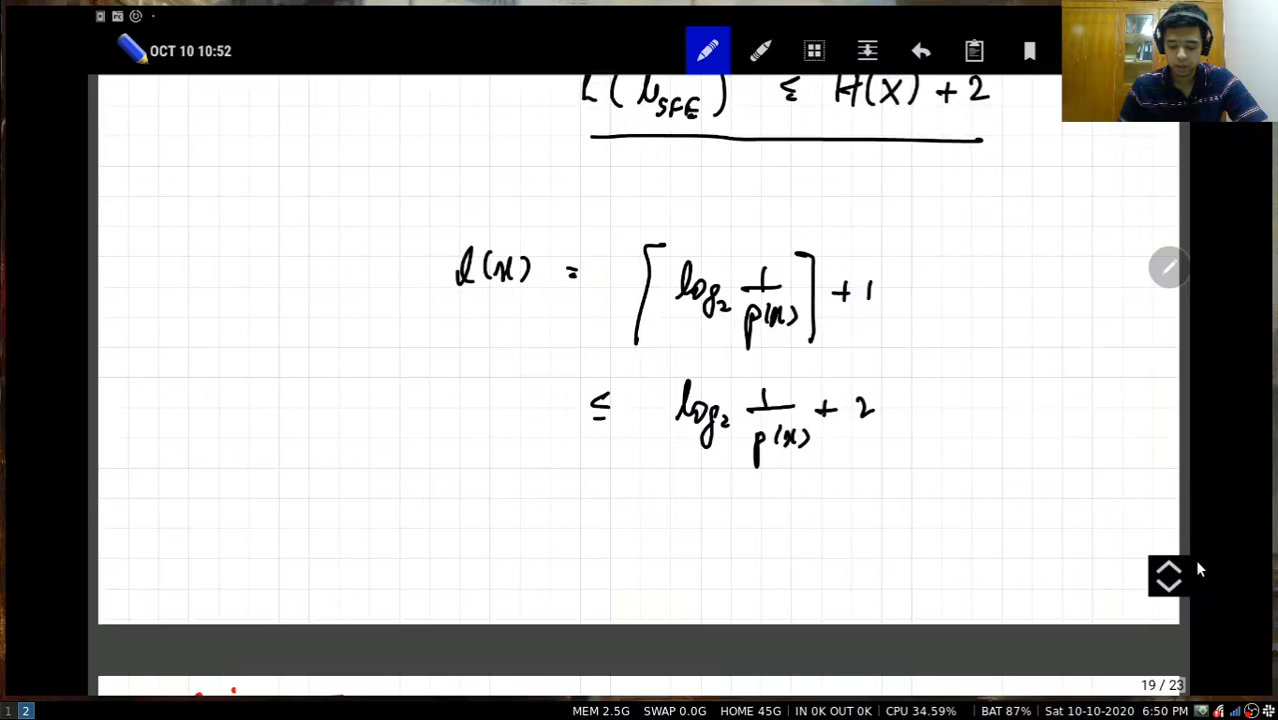 OCT 10 10:52
L(𝒞_SFE) ≤ H(X) + 2
l(x) = ⌈log₂ 1/p(x)⌉ + 1
≤ log₂ 1/p(x) + 2
19 / 23
1 2 MEM 2.5G SWAP 0.0G HOME 45G IN 0K OUT 0K CPU 34.59% BAT 87% Sat 10-10-2020 6:50 PM